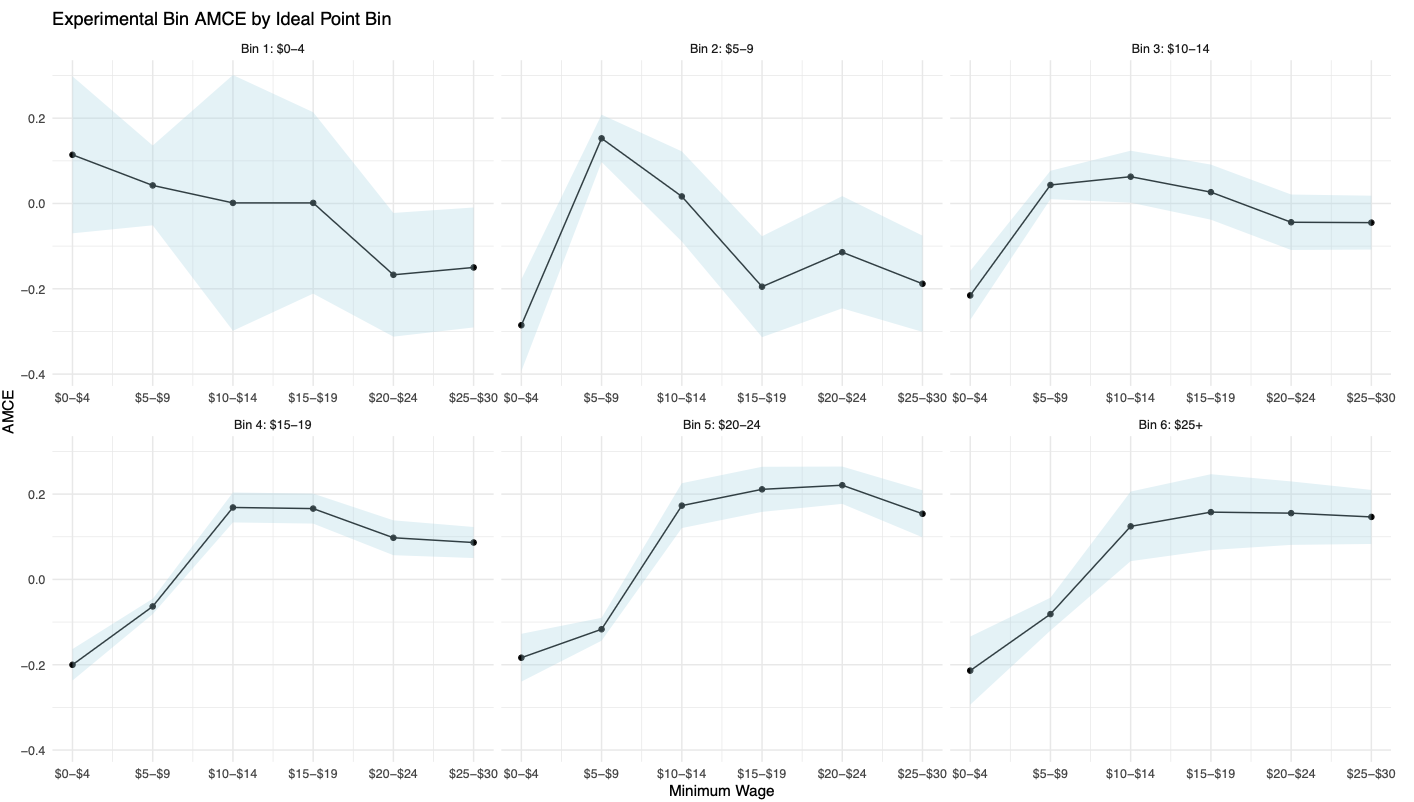 Experimental Bin AMCE by Ideal Point Bin
Bin 1: $0–4
Bin 2: $5–9
Bin 3: $10–14
0.2
0.0
−0.2
−0.4
$0–$4 $5–$9 $10–$14 $15–$19 $20–$24 $25–$30
$0–$4 $5–$9 $10–$14 $15–$19 $20–$24 $25–$30
$0–$4 $5–$9 $10–$14 $15–$19 $20–$24 $25–$30
AMCE
Bin 4: $15–19
Bin 5: $20–24
Bin 6: $25+
0.2
0.0
−0.2
−0.4
$0–$4 $5–$9 $10–$14 $15–$19 $20–$24 $25–$30
$0–$4 $5–$9 $10–$14 $15–$19 $20–$24 $25–$30
$0–$4 $5–$9 $10–$14 $15–$19 $20–$24 $25–$30
Minimum Wage